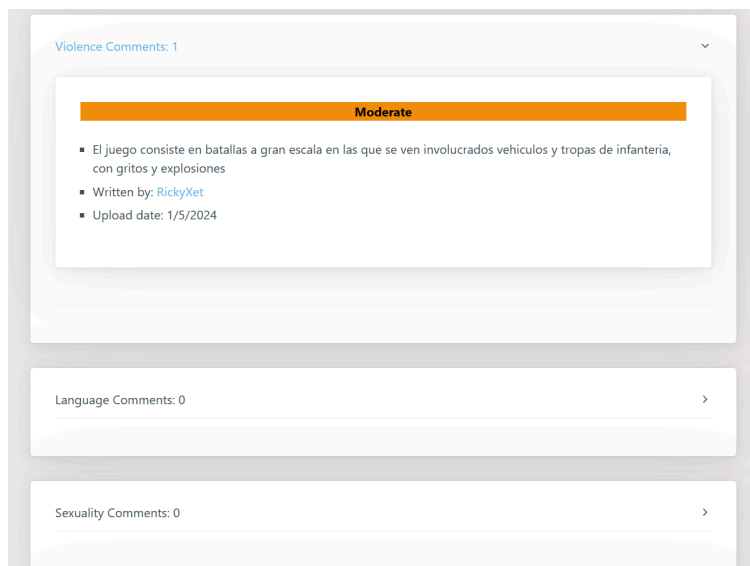 Violence Comments: 1
Moderate
El juego consiste en batallas a gran escala en las que se ven involucrados vehiculos y tropas de infanteria,
con gritos y explosiones
Written by: RickyXet
Upload date: 1/5/2024
Language Comments: 0
Sexuality Comments: 0